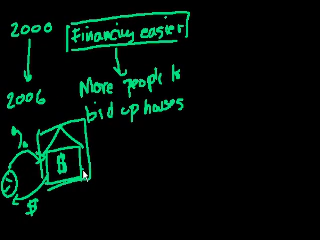 2000
Financing easier
2006
More people to
bid up houses
%
$
$